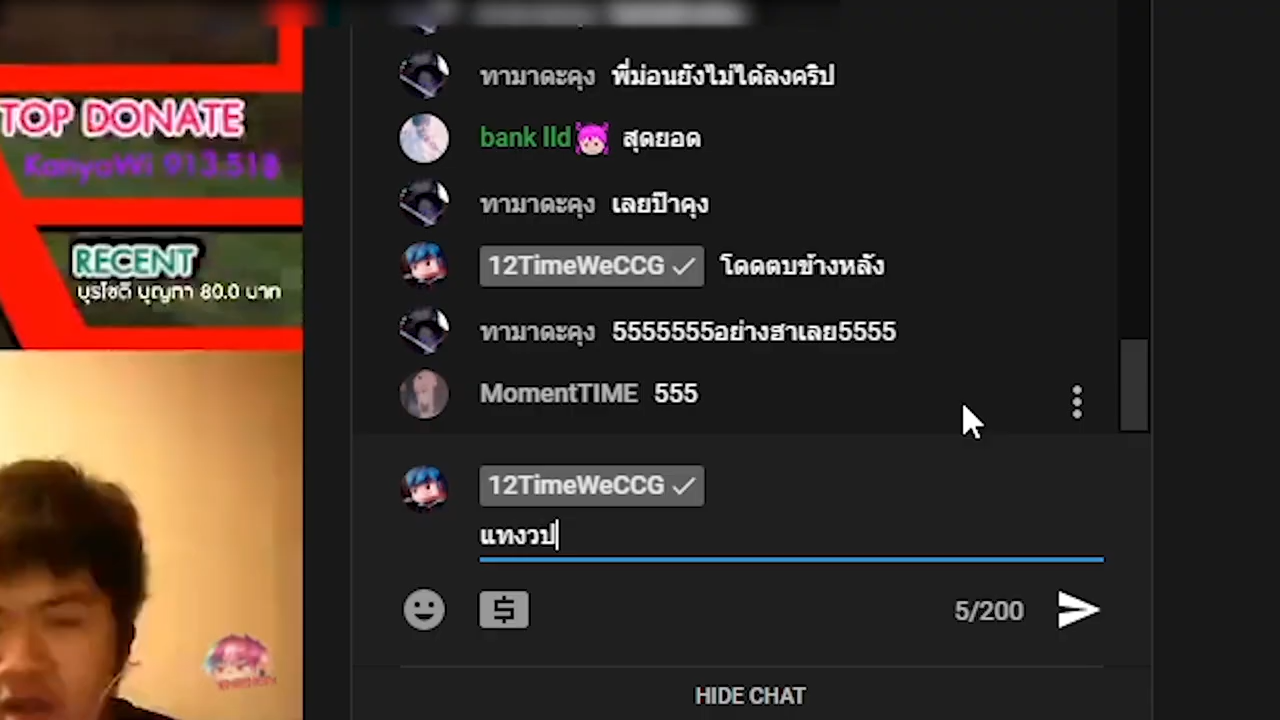 TOP DONATE
KanyaWi 913.518
RECENT
บุรโชติ บุญทา 80.0 บาท
ทามาดะคุง พี่ม่อนยังไม่ได้ลงคริป
bank lld สุดยอด
ทามาดะคุง เลยป๊าคุง
12TimeWeCCG โดดตบข้างหลัง
ทามาดะคุง 5555555อย่างฮาเลย5555
MomentTIME 555
12TimeWeCCG
แทงวป
5/200
HIDE CHAT